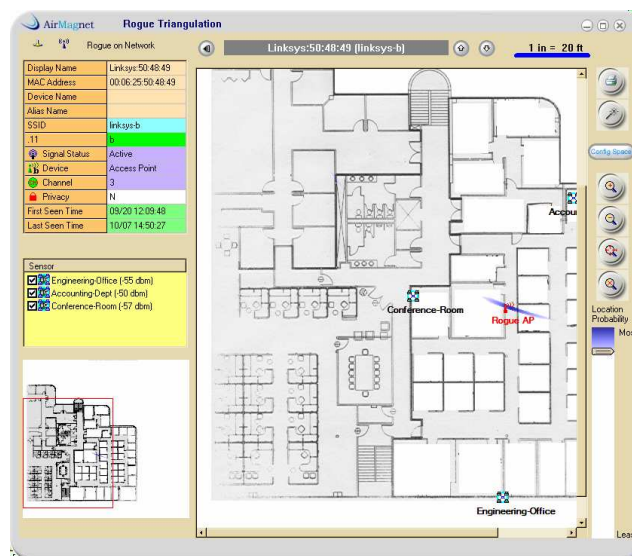 AirMagnet Rogue Triangulation
Rogue on Network
Linksys:50:48:49 (linksys-b)
1 in = 20 ft
Display Name Linksys:50:48:49
MAC Address 00:06:25:50:48:49
Device Name
Alias Name
SSID linksys-b
.11 b
Signal Status Active
Device Access Point
Channel 3
Privacy N
First Seen Time 09/20 12:09:48
Last Seen Time 10/07 14:50:27
Sensor
Engineering-Office (-55 dbm)
Accounting-Dept (-50 dbm)
Conference-Room (-57 dbm)
Accou
Conference-Room
Rogue AP
Engineering-Office
Config Space
Location
Probability
Mos
Leas